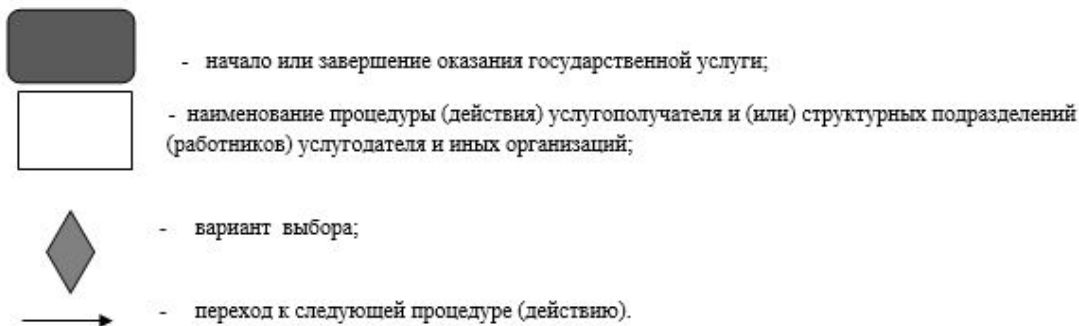 - начало или завершение оказания государственной услуги;
- наименование процедуры (действия) услугополучателя и (или) структурных подразделений
(работников) услугодателя и иных организаций;
- вариант выбора;
- переход к следующей процедуре (действию).